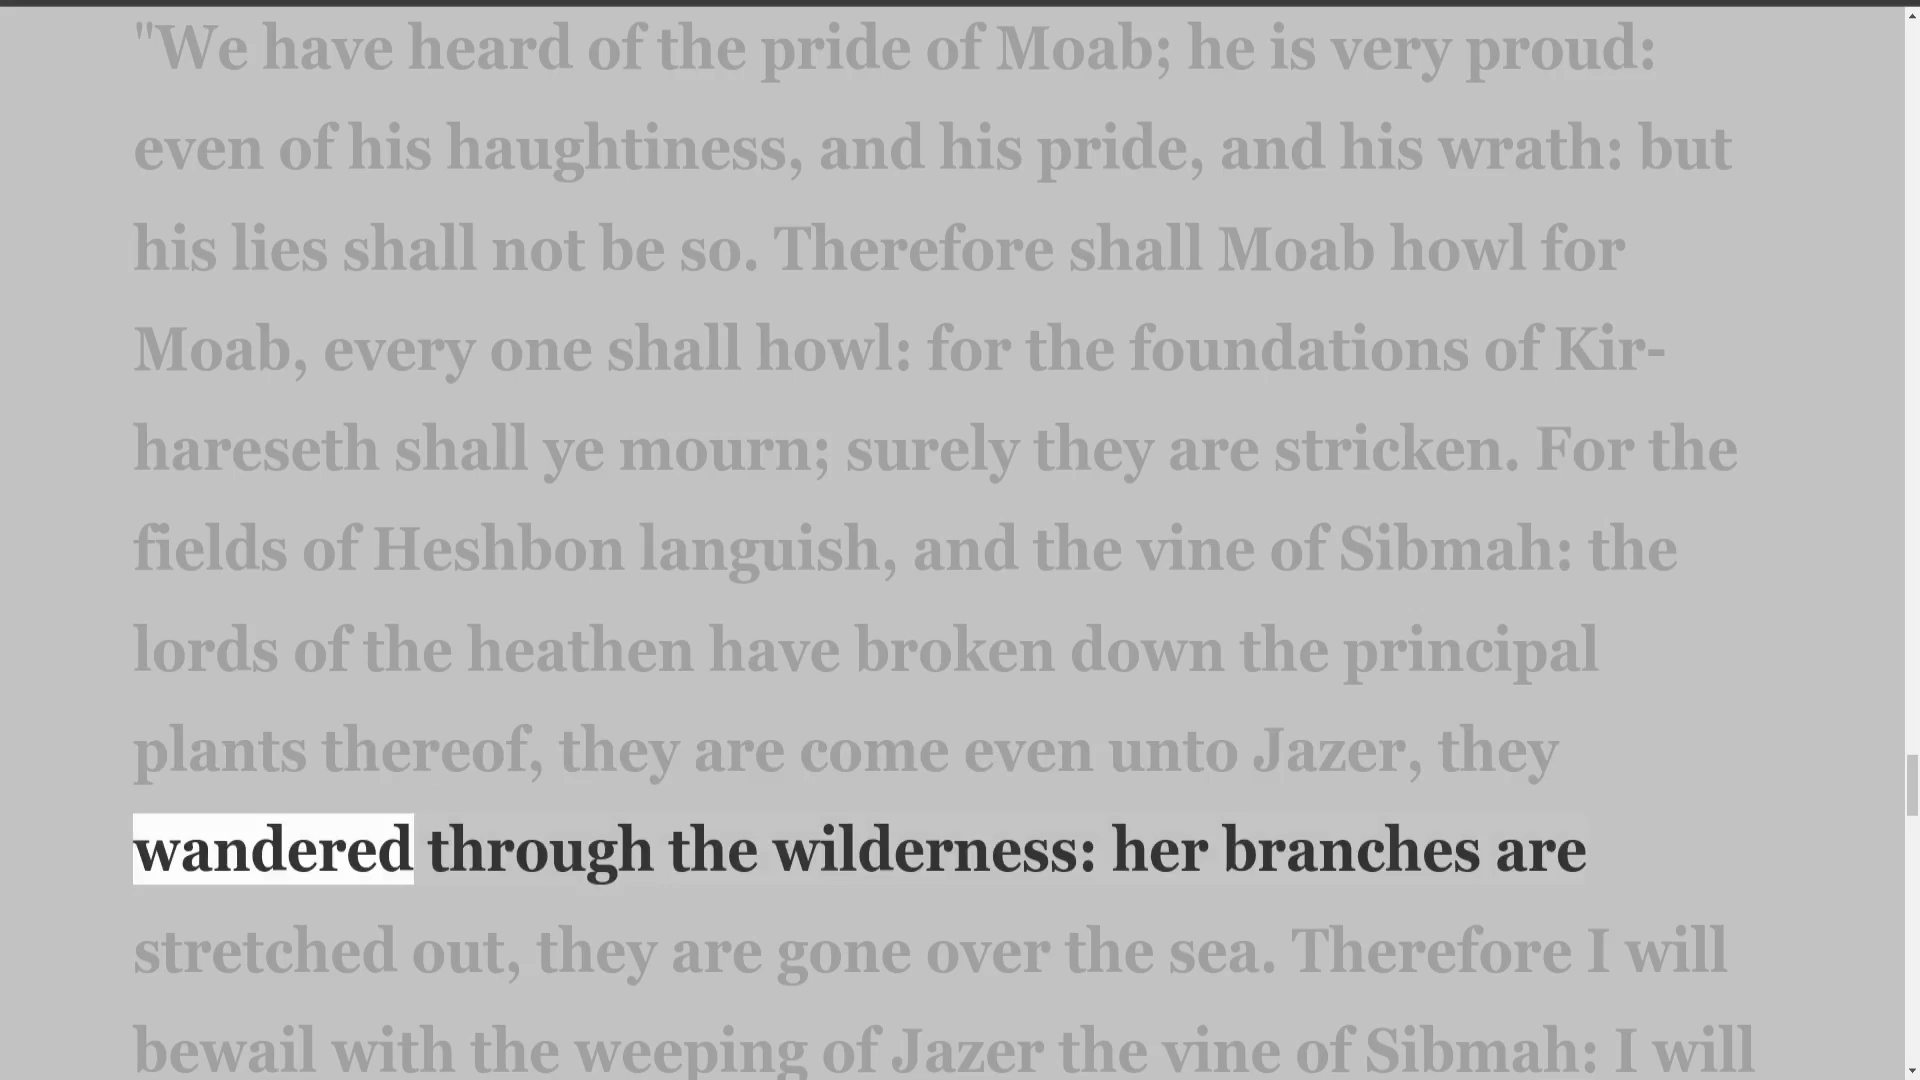 "We have heard of the pride of Moab; he is very proud:
even of his haughtiness, and his pride, and his wrath: but
his lies shall not be so. Therefore shall Moab howl for
Moab, every one shall howl: for the foundations of Kir-
hareseth shall ye mourn; surely they are stricken. For the
fields of Heshbon languish, and the vine of Sibmah: the
lords of the heathen have broken down the principal
plants thereof, they are come even unto Jazer, they
wandered through the wilderness: her branches are
stretched out, they are gone over the sea. Therefore I will
bewail with the weeping of Jazer the vine of Sibmah: I will